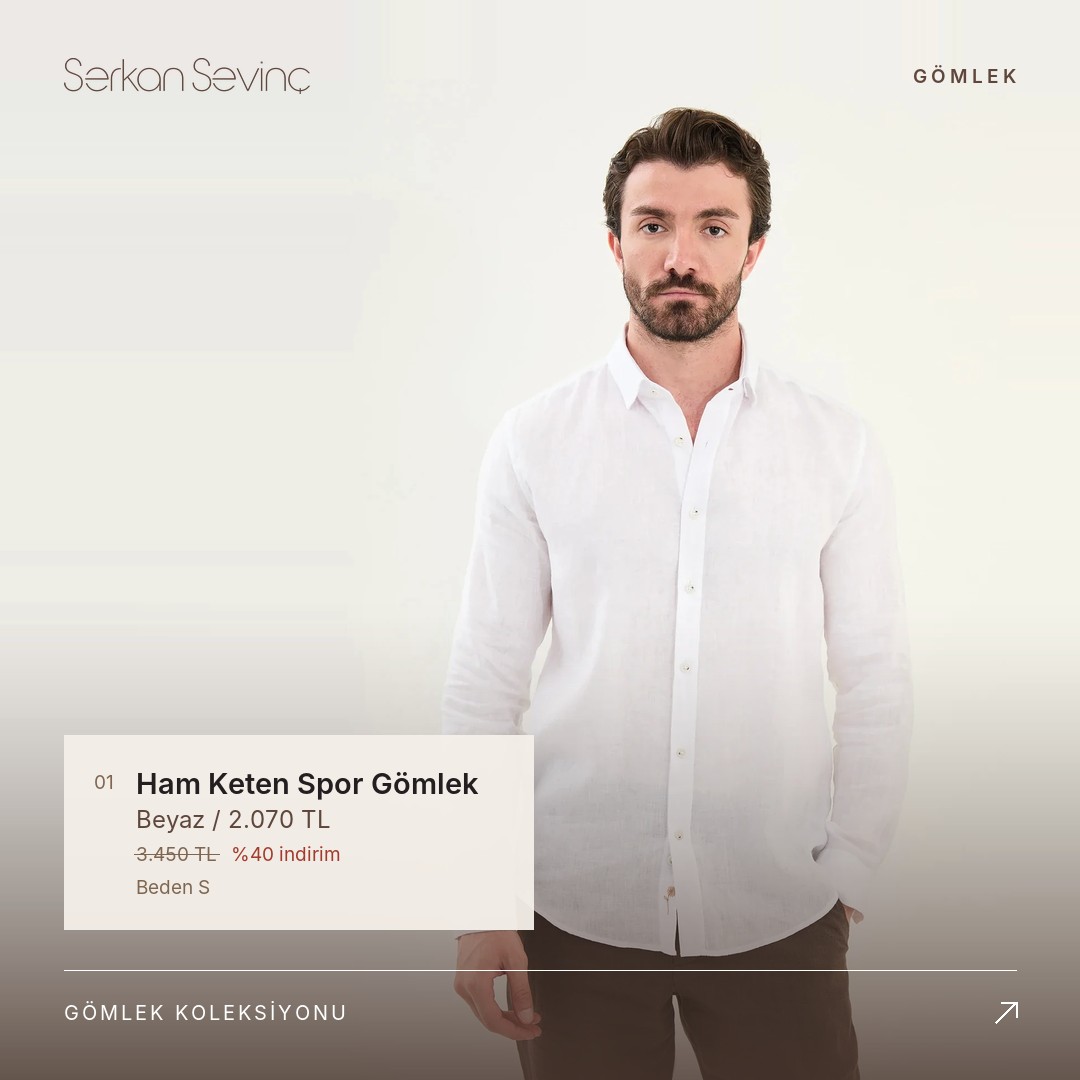 Serkan Sevinç
GÖMLEK
01
Ham Keten Spor Gömlek
Beyaz / 2.070 TL
3.450 TL %40 indirim
Beden S
GÖMLEK KOLEKSİYONU